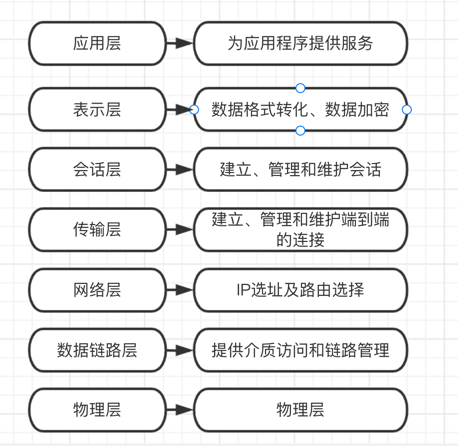 应用层
为应用程序提供服务
表示层
数据格式转化、数据加密
会话层
建立、管理和维护会话
传输层
建立、管理和维护端到端
的连接
网络层
IP选址及路由选择
数据链路层
提供介质访问和链路管理
物理层
物理层